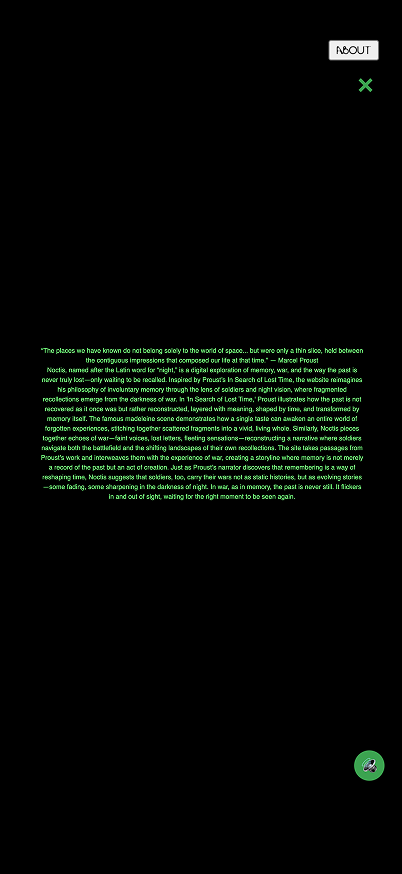 ABOUT
"The places we have known do not belong solely to the world of space... but were only a thin slice, held between
the contiguous impressions that composed our life at that time." — Marcel Proust
Noctis, named after the Latin word for "night," is a digital exploration of memory, war, and the way the past is
never truly lost—only waiting to be recalled. Inspired by Proust's In Search of Lost Time, the website reimagines
his philosophy of involuntary memory through the lens of soldiers and night vision, where fragmented
recollections emerge from the darkness of war. In 'In Search of Lost Time,' Proust illustrates how the past is not
recovered as it once was but rather reconstructed, layered with meaning, shaped by time, and transformed by
memory itself. The famous madeleine scene demonstrates how a single taste can awaken an entire world of
forgotten experiences, stitching together scattered fragments into a vivid, living whole. Similarly, Noctis pieces
together echoes of war—faint voices, lost letters, fleeting sensations—reconstructing a narrative where soldiers
navigate both the battlefield and the shifting landscapes of their own recollections. The site takes passages from
Proust's work and interweaves them with the experience of war, creating a storyline where memory is not merely
a record of the past but an act of creation. Just as Proust's narrator discovers that remembering is a way of
reshaping time, Noctis suggests that soldiers, too, carry their wars not as static histories, but as evolving stories
—some fading, some sharpening in the darkness of night. In war, as in memory, the past is never still. It flickers
in and out of sight, waiting for the right moment to be seen again.